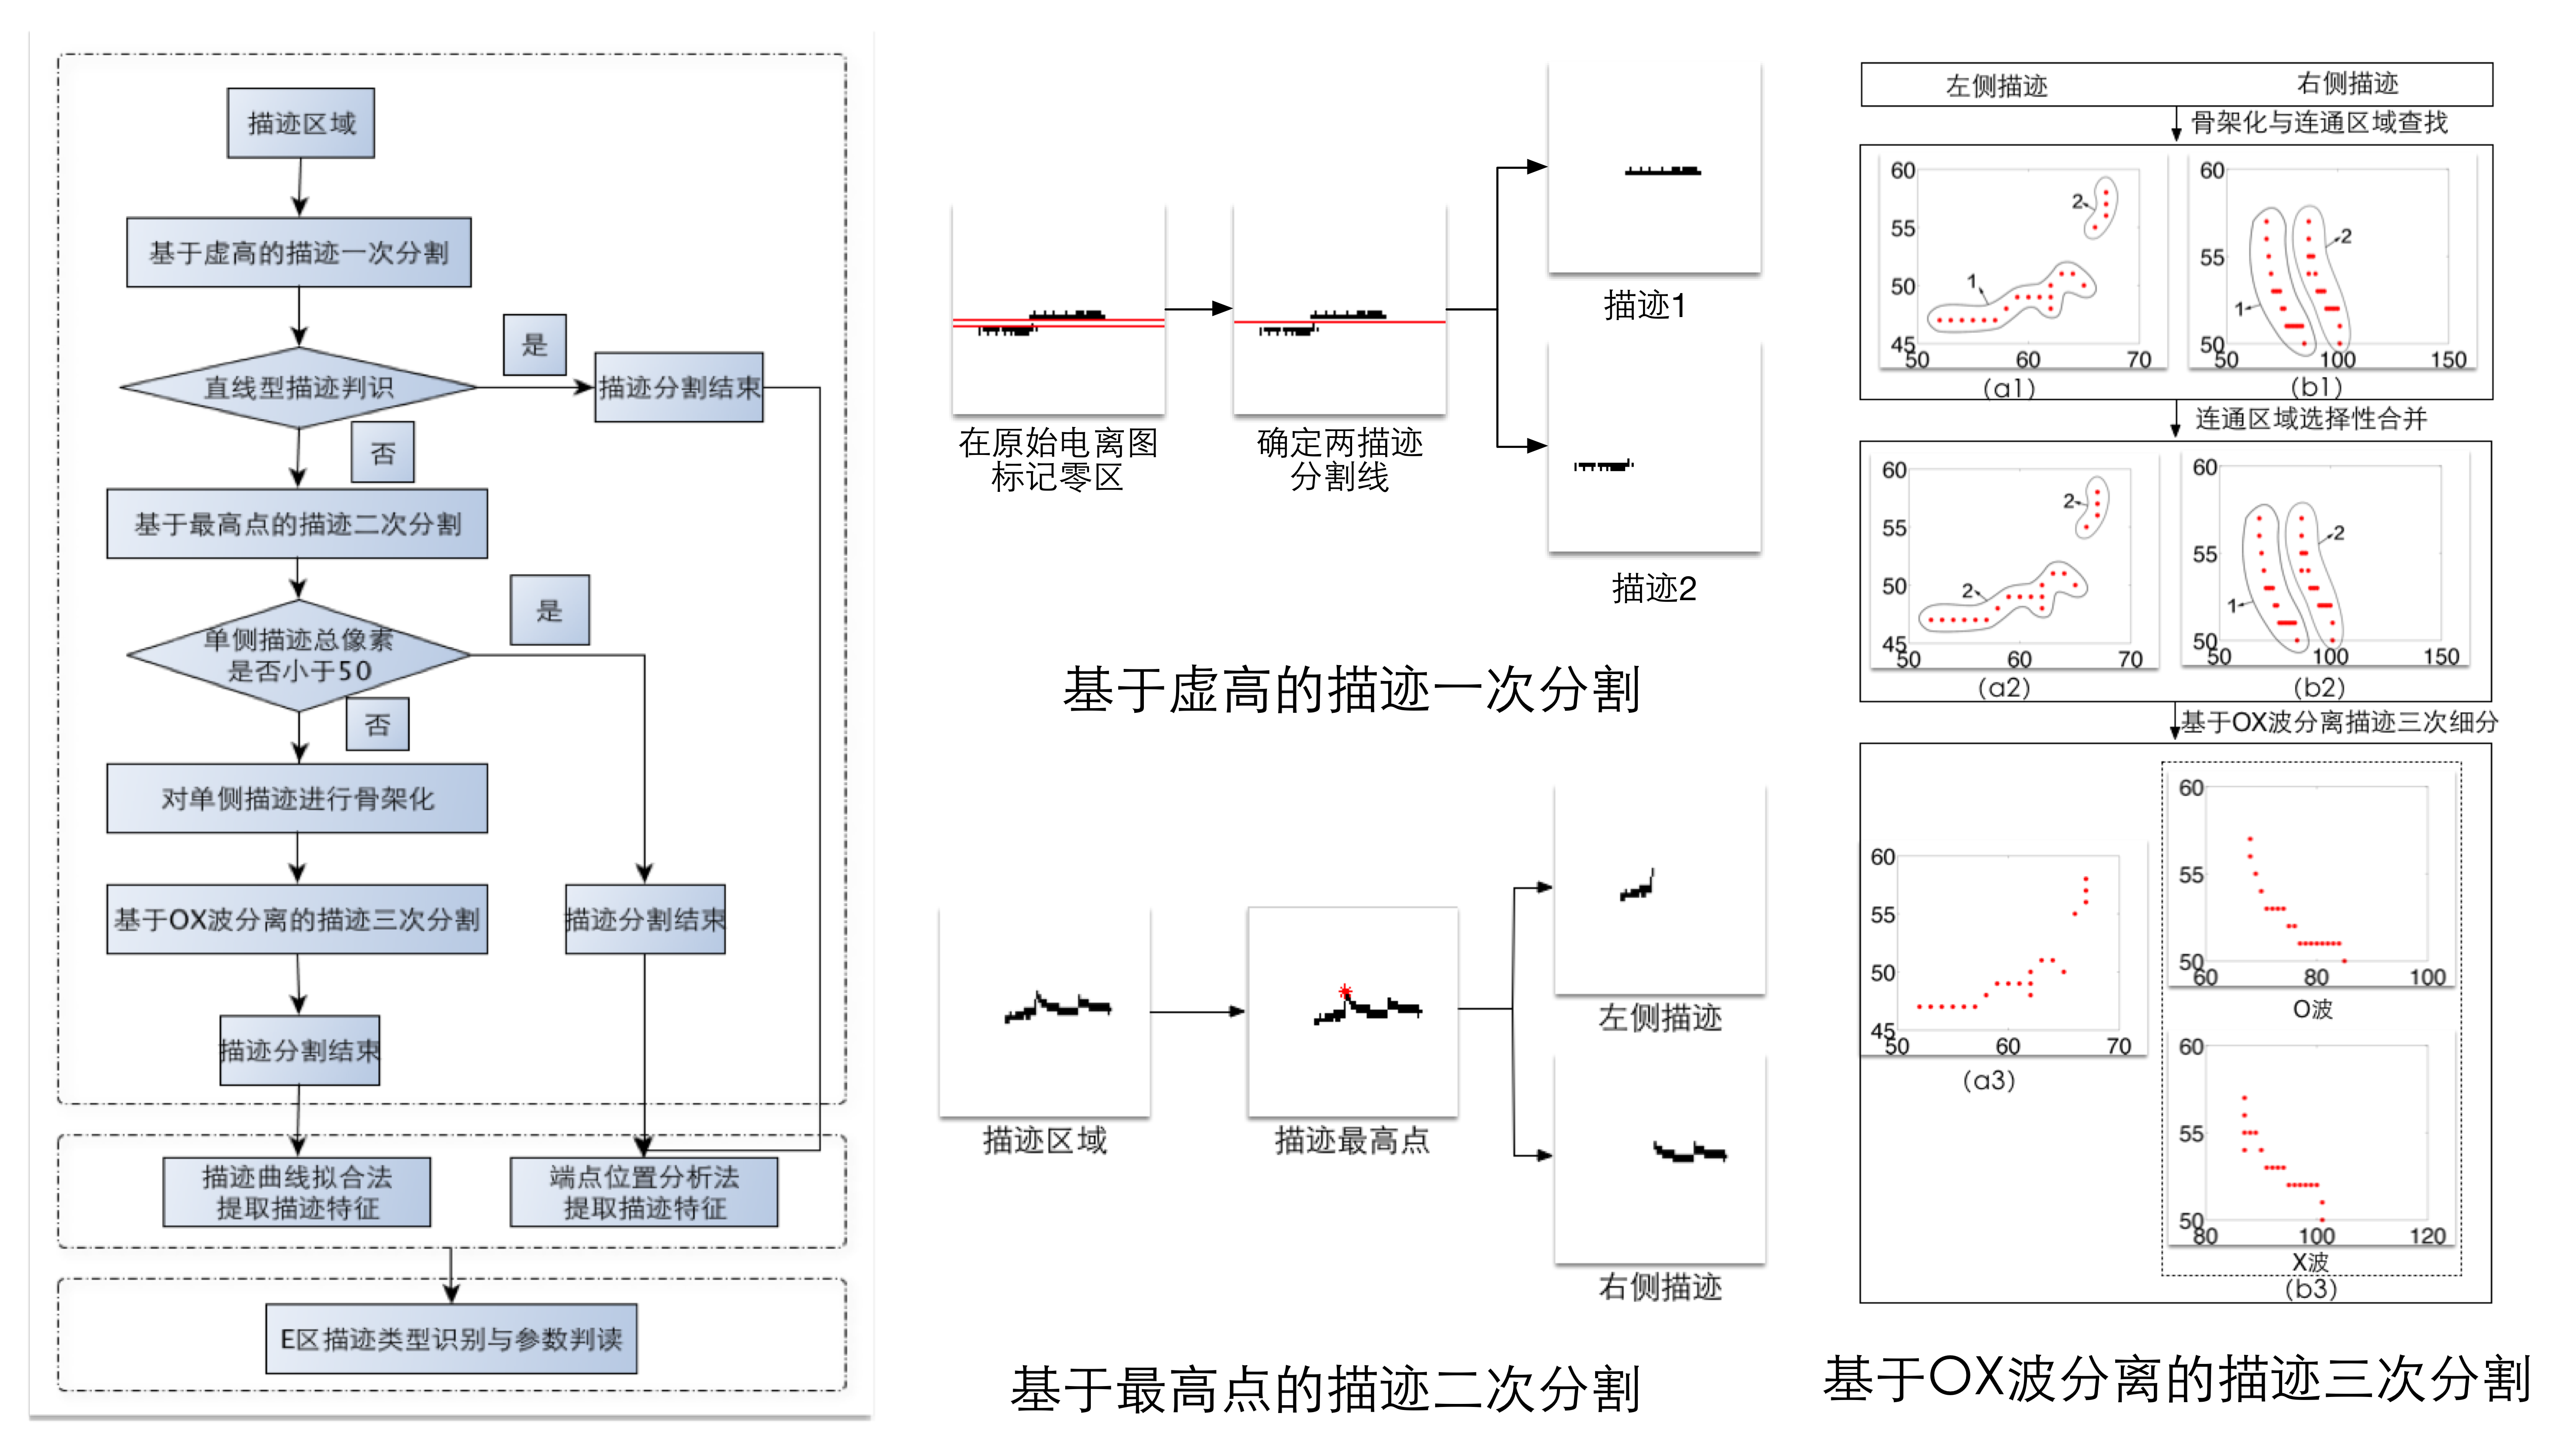 描迹区域
基于虚高的描迹一次分割
是
直线型描迹判识
描迹分割结束
否
基于最高点的描迹二次分割
是
单侧描迹总像素
是否小于50
否
对单侧描迹进行骨架化
基于OX波分离的描迹三次分割
描迹分割结束
描迹分割结束
描迹曲线拟合法
提取描迹特征
端点位置分析法
提取描迹特征
E区描迹类型识别与参数判读
在原始电离图
标记零区
确定两描迹
分割线
描迹1
描迹2
基于虚高的描迹一次分割
描迹区域
描迹最高点
左侧描迹
右侧描迹
基于最高点的描迹二次分割
左侧描迹
右侧描迹
骨架化与连通区域查找
60
55
50
45
50
60
70
1
2
(a1)
60
55
50
50
100
150
1
2
(b1)
连通区域选择性合并
60
55
50
45
50
60
70
2
2
(a2)
60
55
50
50
100
150
1
2
(b2)
基于OX波分离描迹三次细分
60
55
50
45
50
60
70
(a3)
60
55
50
60
80
100
O波
60
55
50
80
100
120
X波
(b3)
基于OX波分离的描迹三次分割